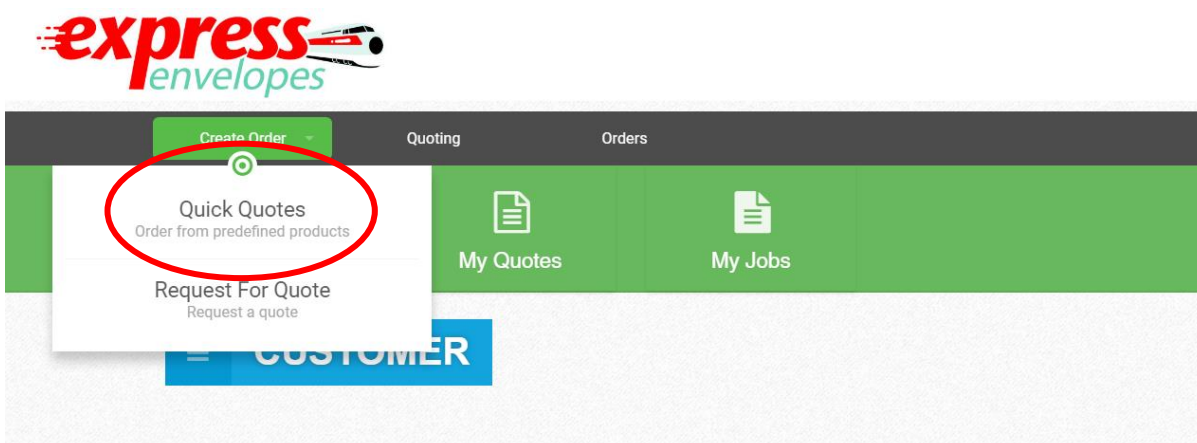 express
envelopes
Create Order
Quoting
Orders
Quick Quotes
Order from predefined products
Request For Quote
Request a quote
My Quotes
My Jobs
CUSTOMER